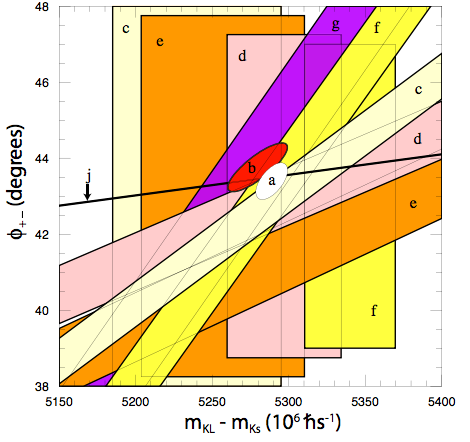 48
46
44
42
40
38
ϕ+− (degrees)
c
e
d
g
f
c
d
e
f
b
a
j
5150
5200
5250
5300
5350
5400
mKL - mKs (10⁶ ℏs⁻¹)